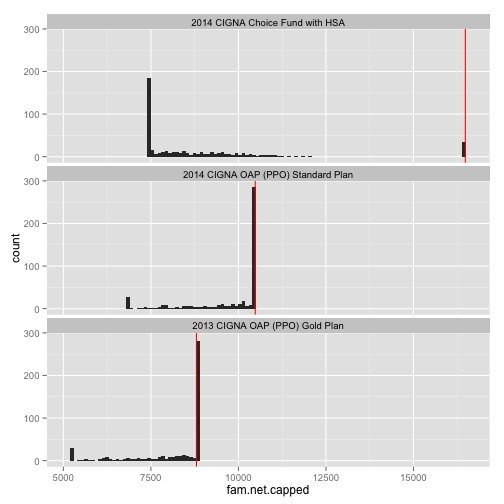 2014 CIGNA Choice Fund with HSA
300
200
100
0
2014 CIGNA OAP (PPO) Standard Plan
300
200
100
0
count
2013 CIGNA OAP (PPO) Gold Plan
300
200
100
0
5000 7500 10000 12500 15000
fam.net.capped